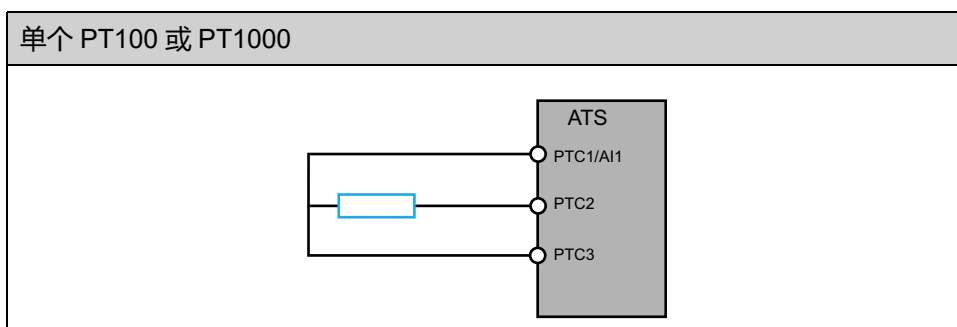 单个 PT100 或 PT1000
ATS
PTC1/AI1
PTC2
PTC3